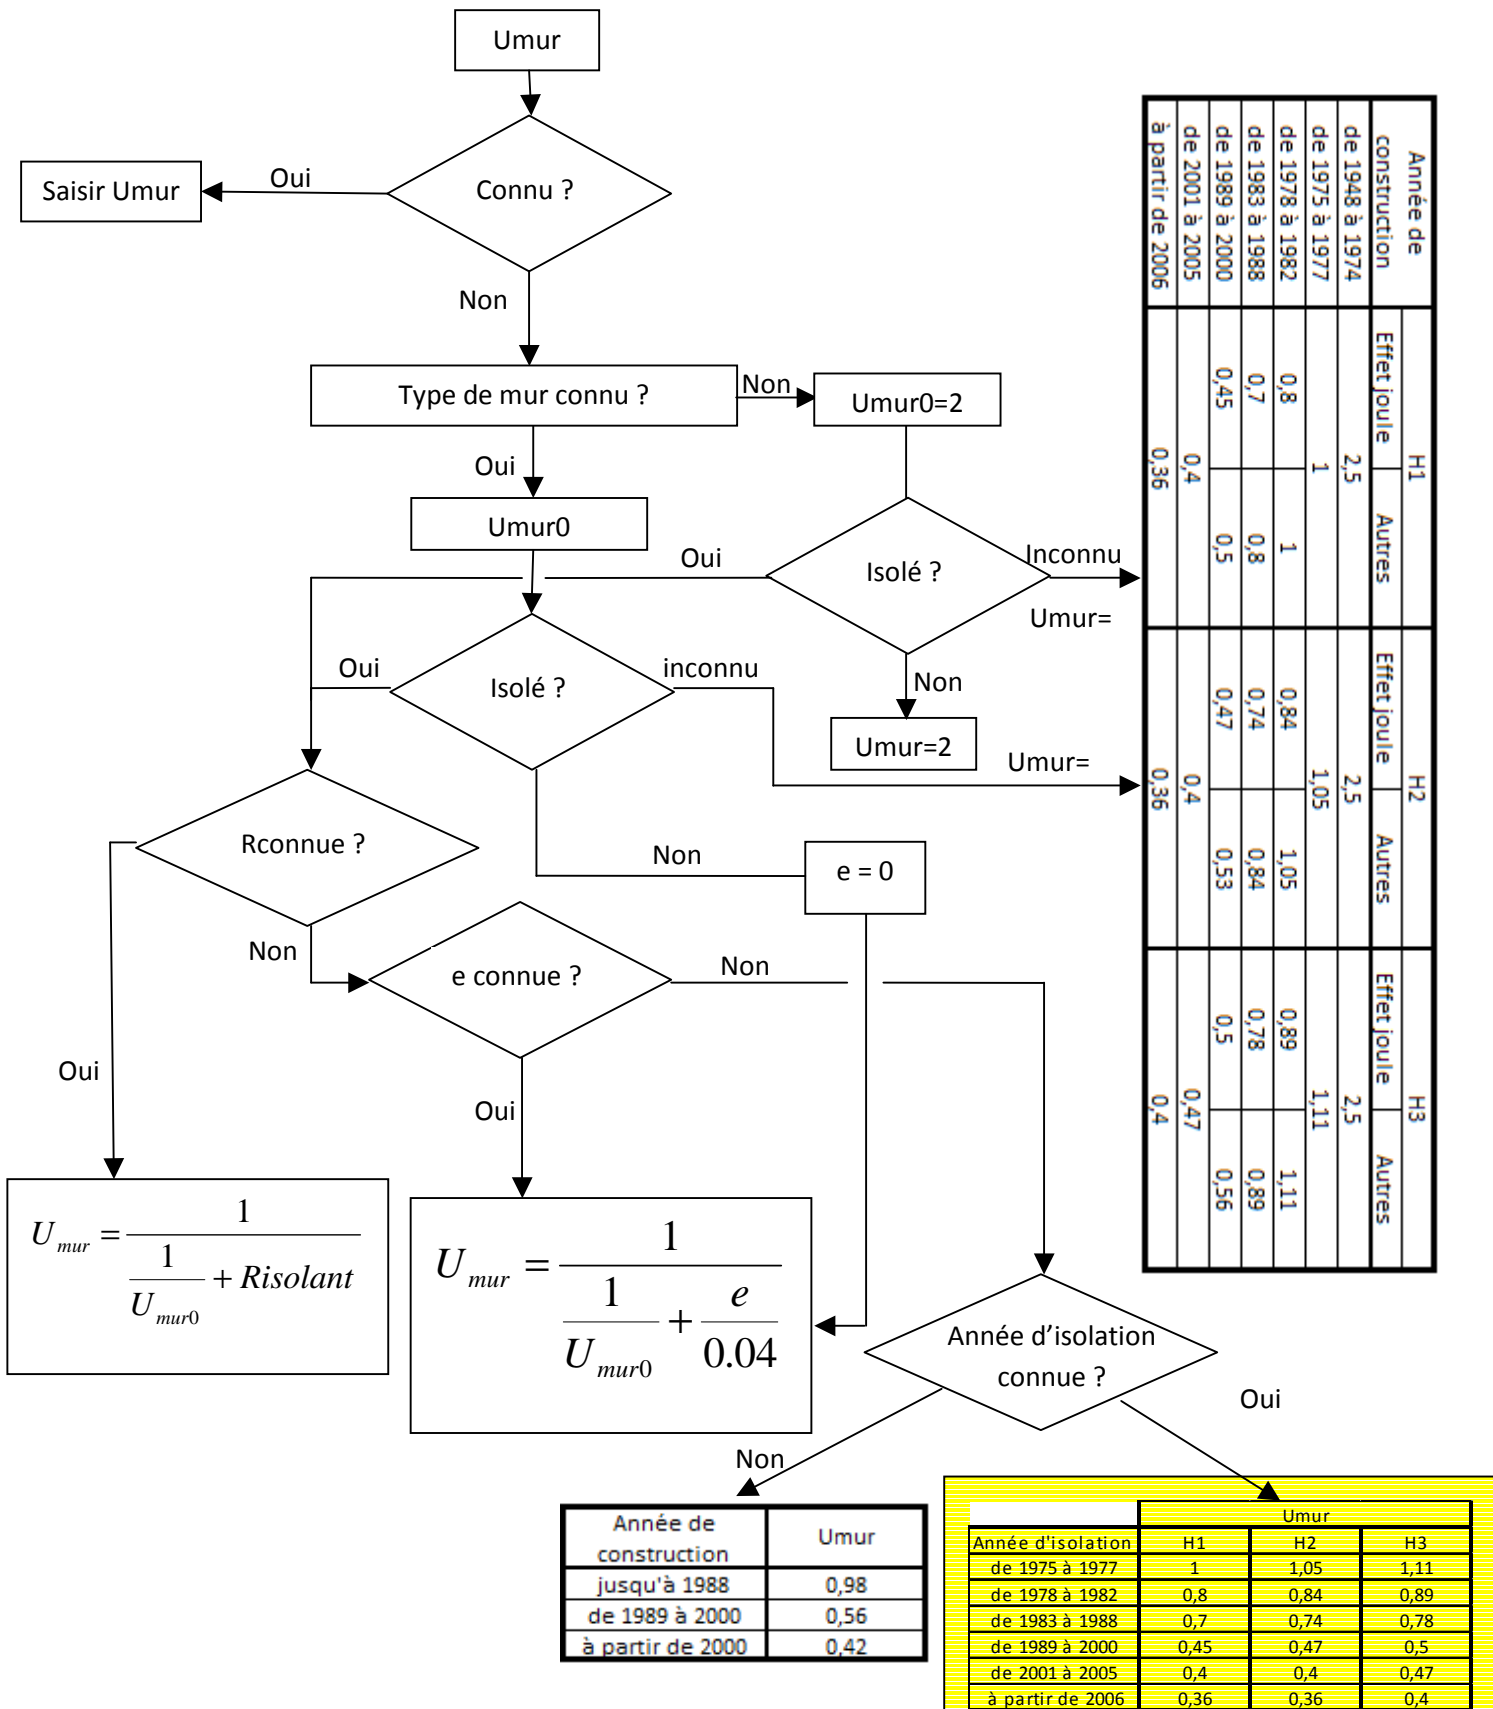 Umur
Connu ?
Oui
Saisir Umur
Non
Type de mur connu ?
Non
Umur0=2
Oui
Umur0
Isolé ?
Inconnu
Umur=
Oui
Non
Umur=2
Isolé ?
Oui
inconnu
Umur=
Non
e = 0
Rconnue ?
Non
Oui
e connue ?
Non
Oui
U mur = 1 / (1 / U mur0 + Risolant)
U mur = 1 / (1 / U mur0 + e / 0.04)
Année d’isolation
connue ?
Non
Oui
Année de construction H1 H2 H3
Effet joule Autres Effet joule Autres Effet joule Autres
de 1948 à 1974 2,5 2,5 2,5
de 1975 à 1977 1 1,05 1,11
de 1978 à 1982 0,8 1 0,84 1,05 0,89 1,11
de 1983 à 1988 0,7 0,8 0,74 0,84 0,78 0,89
de 1989 à 2000 0,45 0,5 0,47 0,53 0,5 0,56
de 2001 à 2005 0,4 0,4 0,47
à partir de 2006 0,36 0,36 0,4
Année de
construction Umur
jusqu'à 1988 0,98
de 1989 à 2000 0,56
à partir de 2000 0,42
Umur
Année d'isolation H1 H2 H3
de 1975 à 1977 1 1,05 1,11
de 1978 à 1982 0,8 0,84 0,89
de 1983 à 1988 0,7 0,74 0,78
de 1989 à 2000 0,45 0,47 0,5
de 2001 à 2005 0,4 0,4 0,47
à partir de 2006 0,36 0,36 0,4